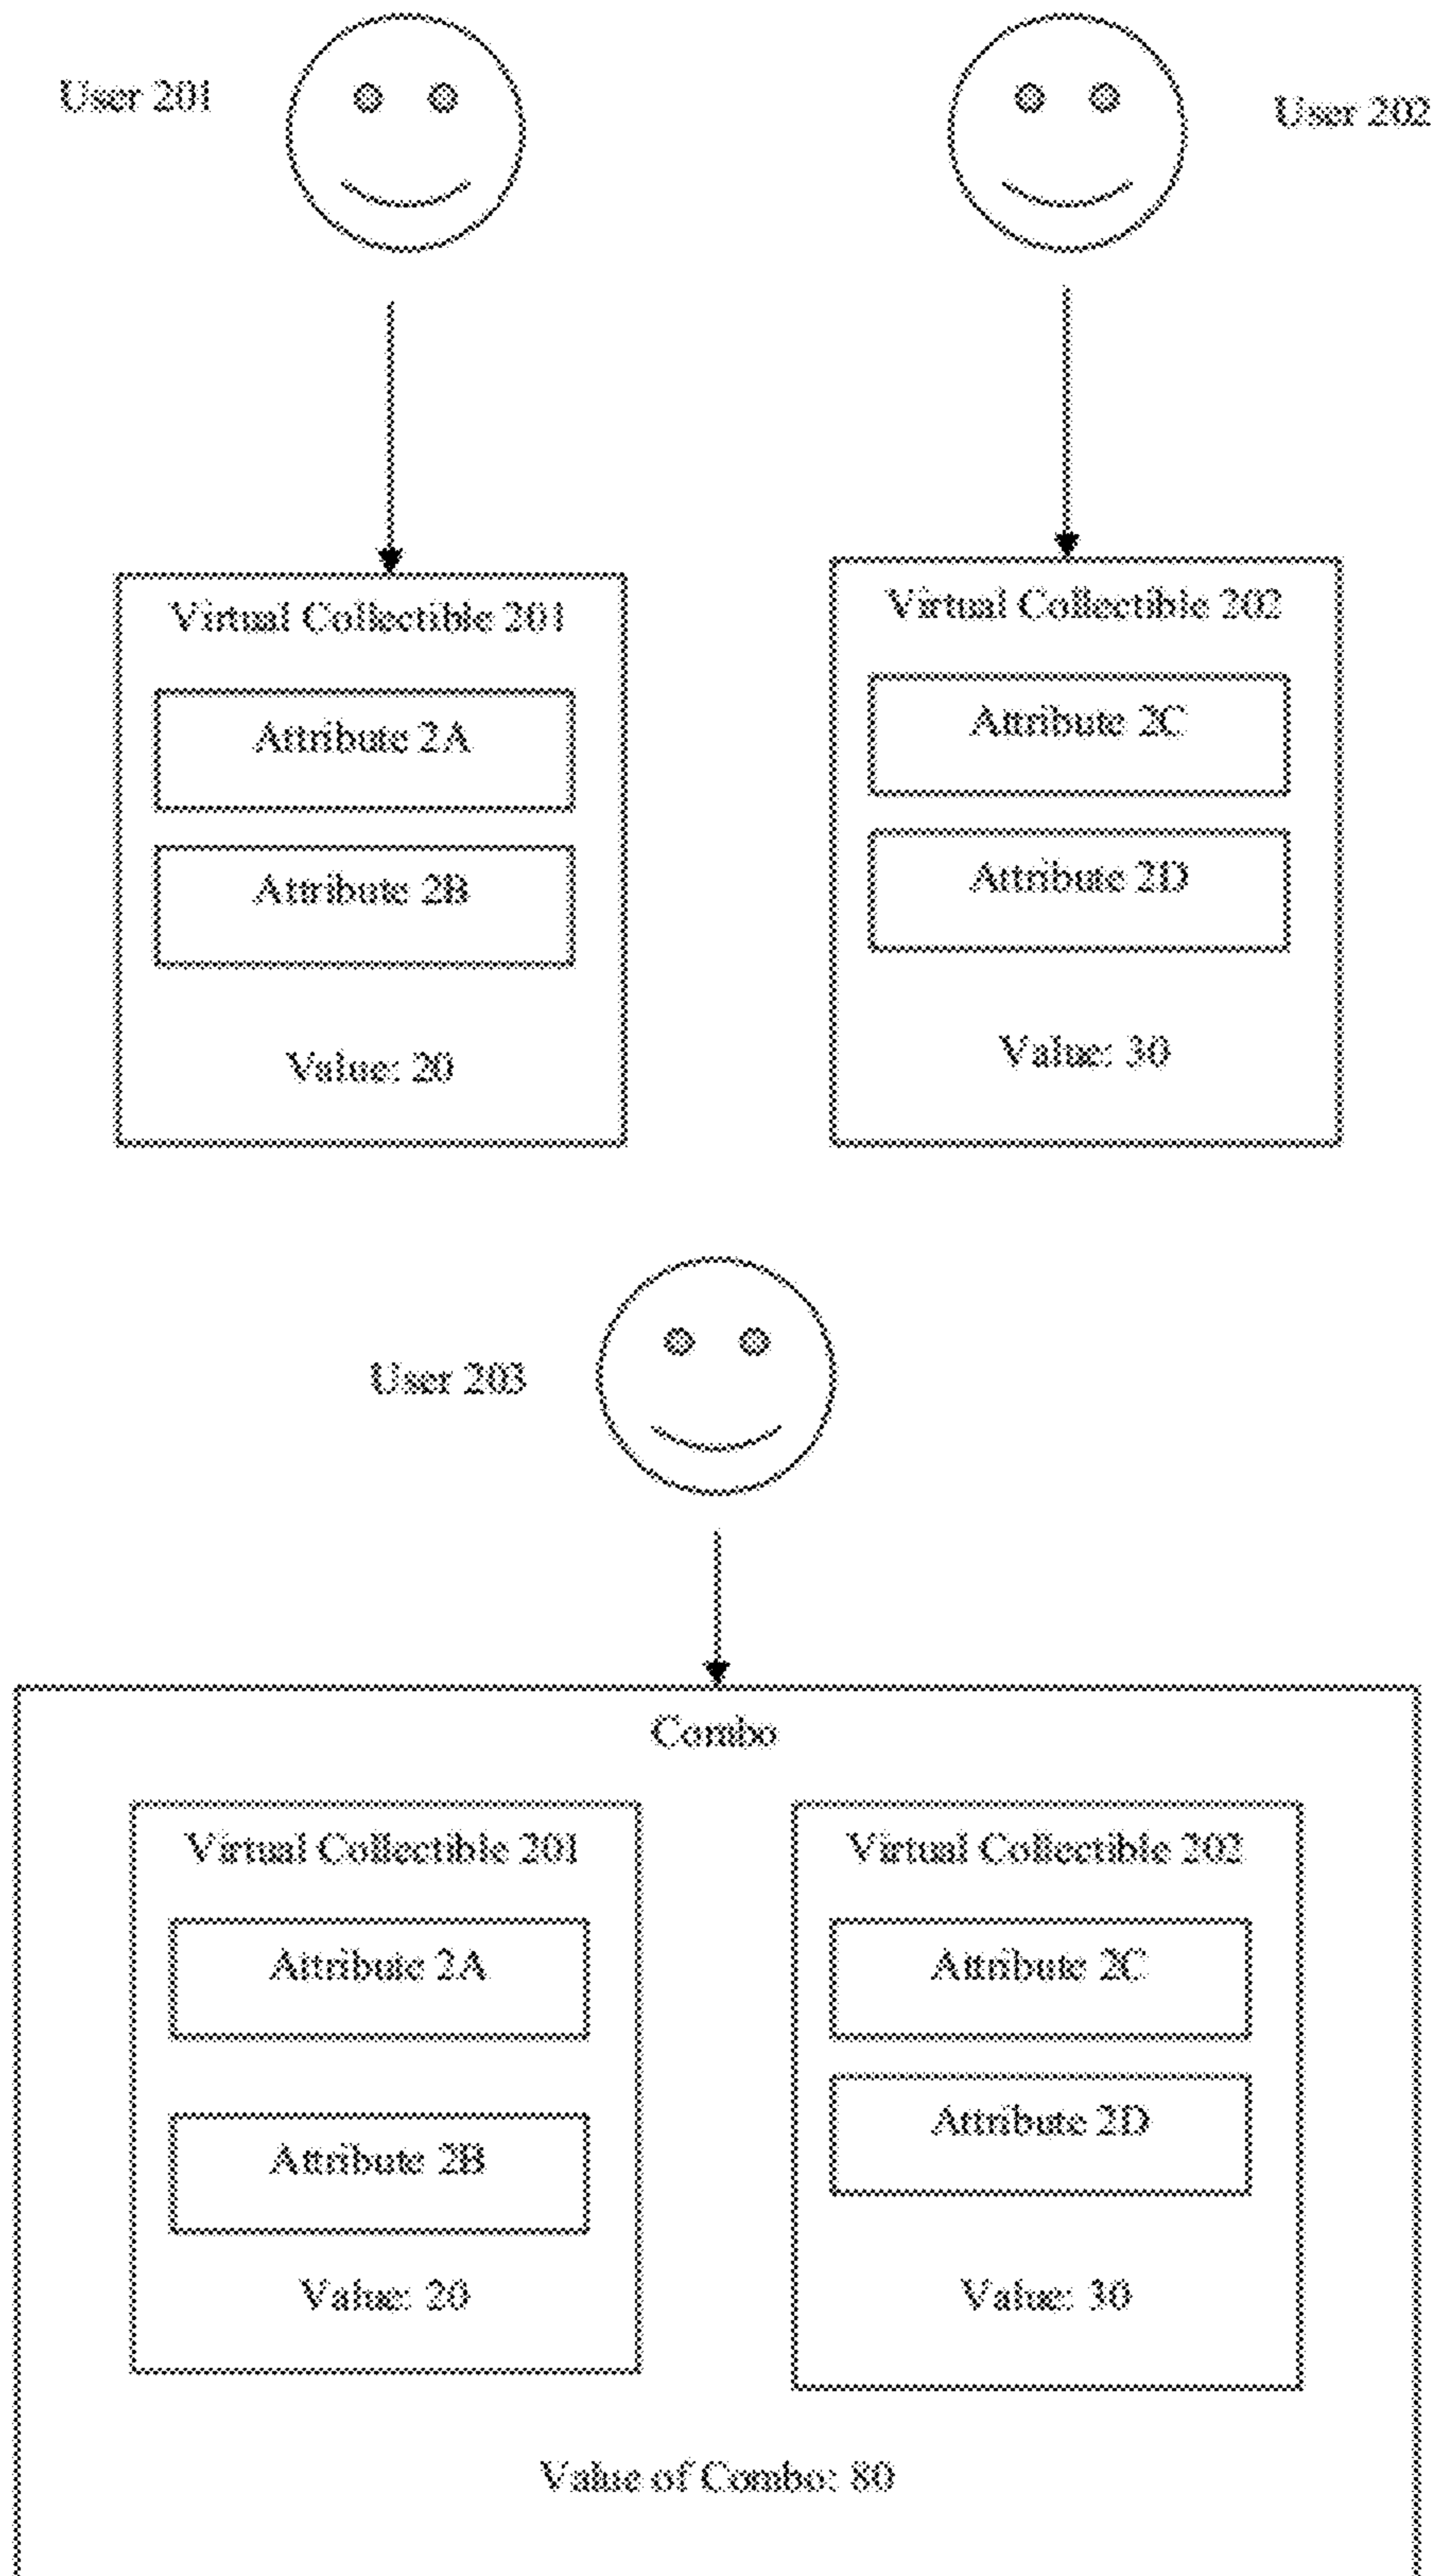 User 201
User 202
Virtual Collectible 201
Attribute 2A
Attribute 2B
Value: 20
Virtual Collectible 202
Attribute 2C
Attribute 2D
Value: 30
User 203
Combo
Virtual Collectible 201
Attribute 2A
Attribute 2B
Value: 20
Virtual Collectible 202
Attribute 2C
Attribute 2D
Value: 30
Value of Combo: 80